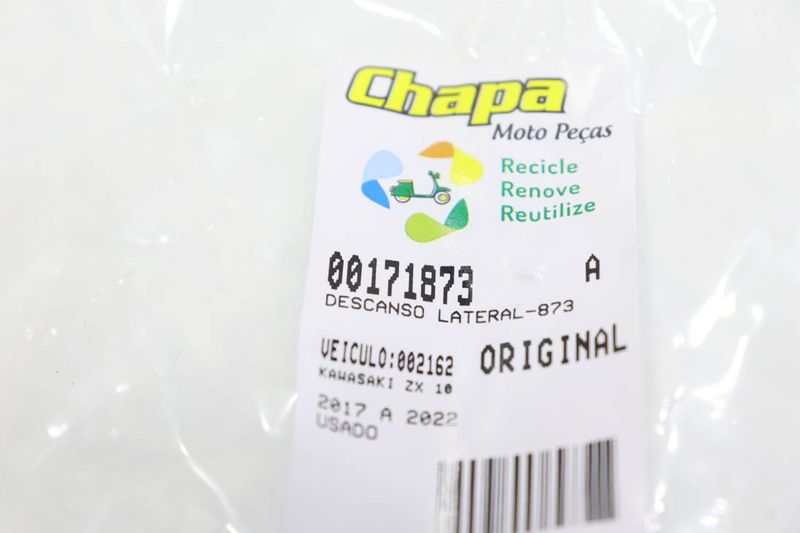 Chapa
Moto Peças
Recicle
Renove
Reutilize
00171873 A
DESCANSO LATERAL-873
VEICULO:002162 ORIGINAL
KAWASAKI ZX 10
2017 A 2022
USADO